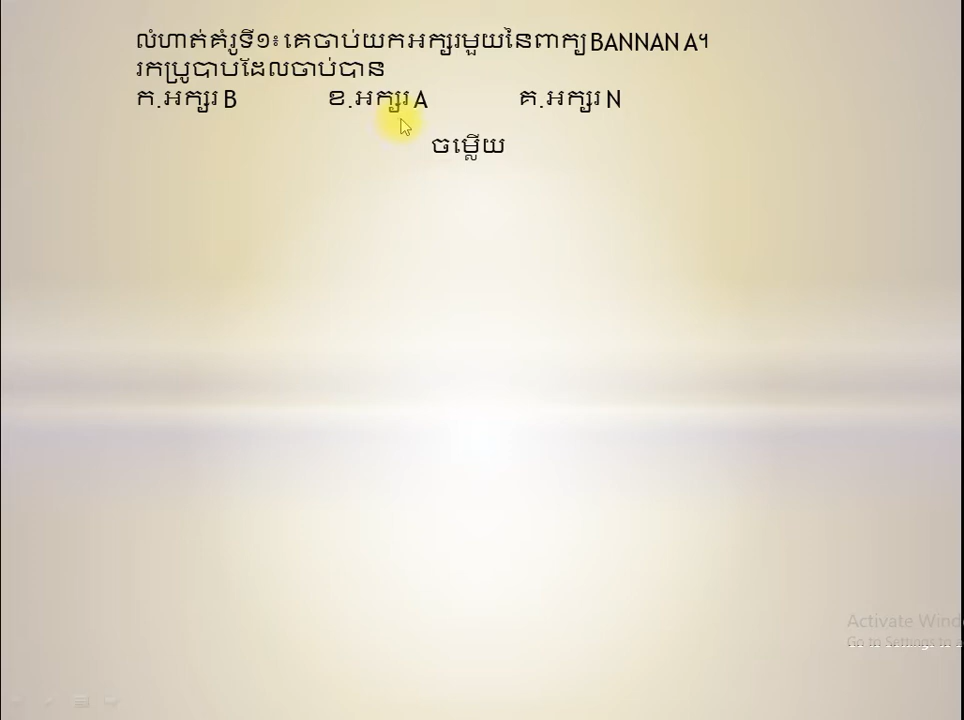 លំហាត់គំរូទី១៖ គេចាប់យកអក្សរមួយនៃពាក្យ BANNAN A។
រកប្រូបាបដែលចាប់បាន
ក.អក្សរ B ខ.អក្សរ A គ.អក្សរ N
ចម្លើយ
Activate Wind
Go to Settings to a